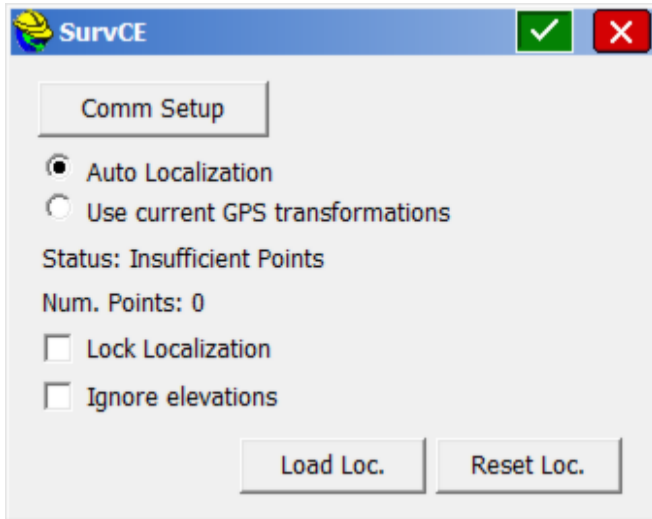 SurvCE
Comm Setup
Auto Localization
Use current GPS transformations
Status: Insufficient Points
Num. Points: 0
Lock Localization
Ignore elevations
Load Loc. Reset Loc.